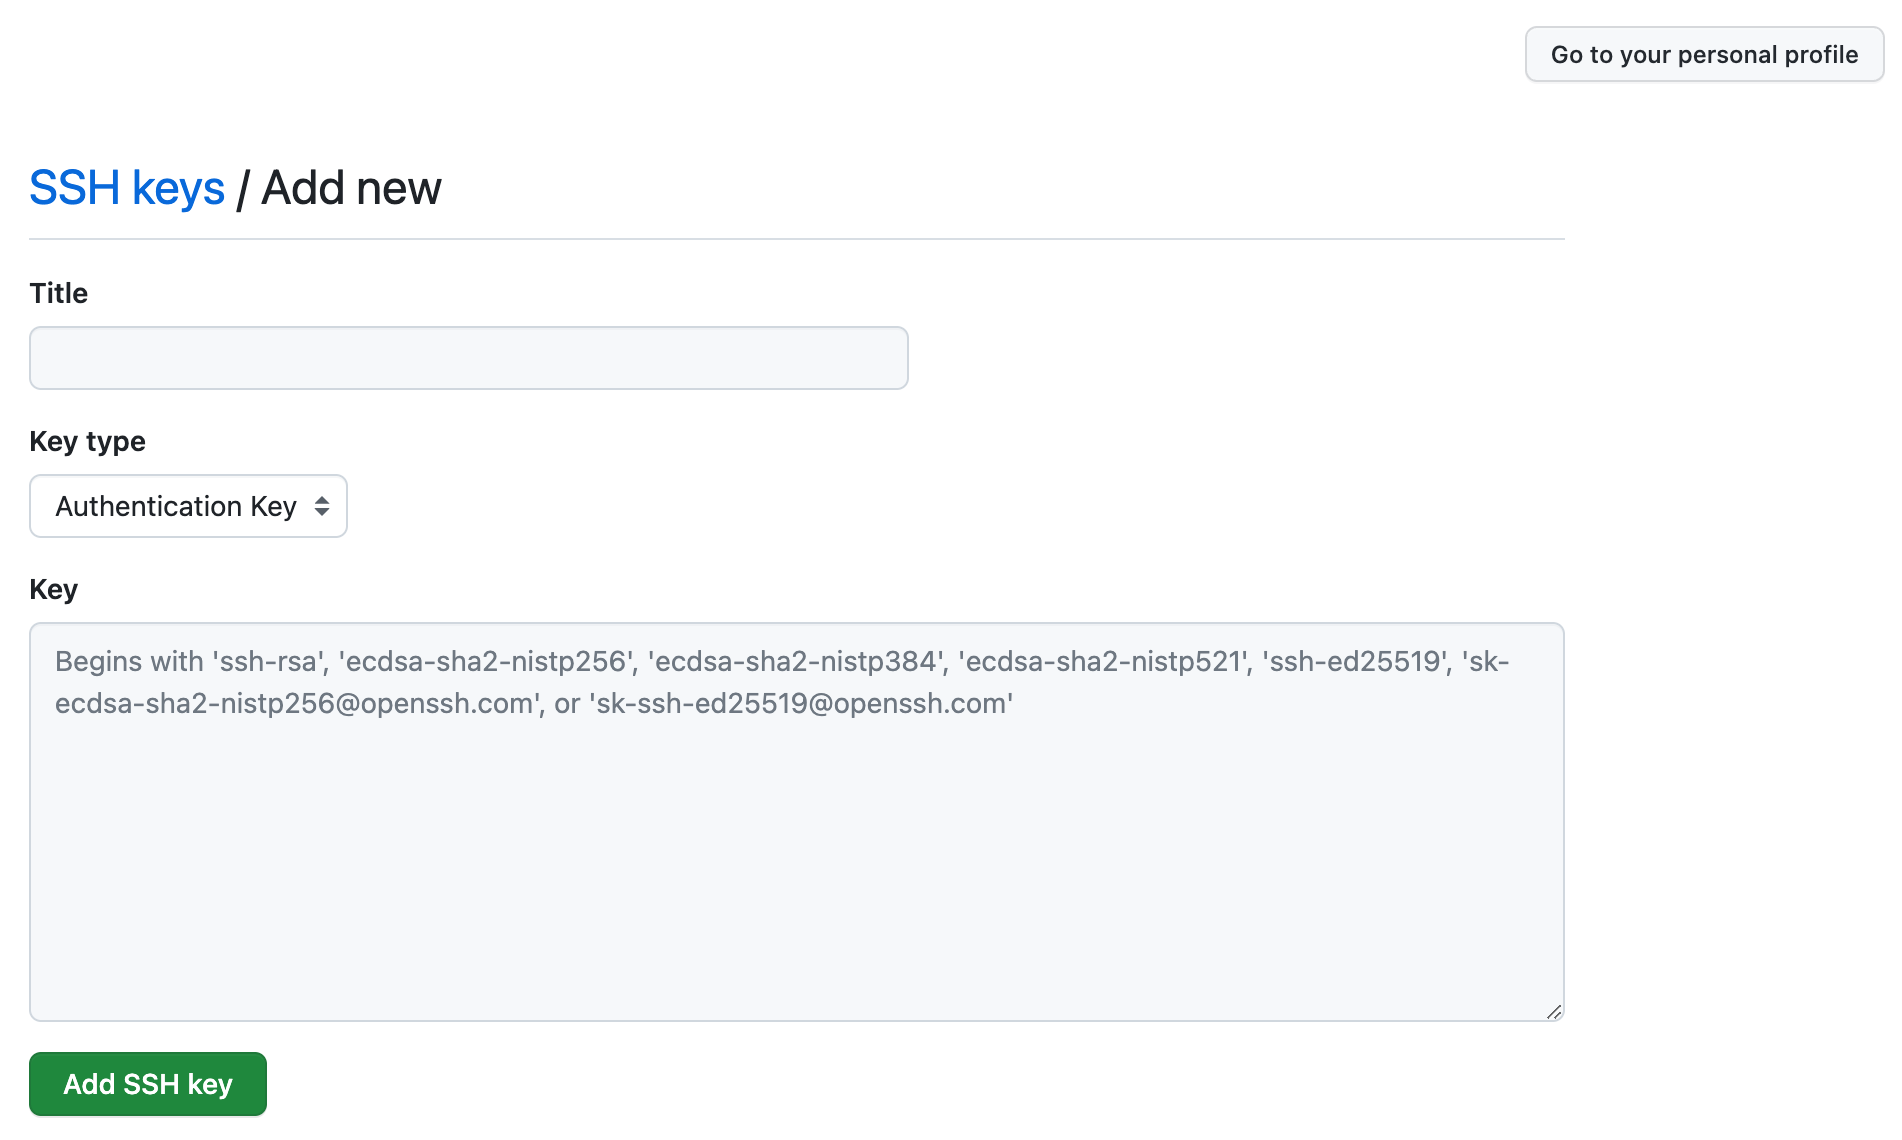 Go to your personal profile
SSH keys / Add new
Title
Key type
Authentication Key
Key
Begins with 'ssh-rsa', 'ecdsa-sha2-nistp256', 'ecdsa-sha2-nistp384', 'ecdsa-sha2-nistp521', 'ssh-ed25519', 'sk-
ecdsa-sha2-nistp256@openssh.com', or 'sk-ssh-ed25519@openssh.com'
Add SSH key